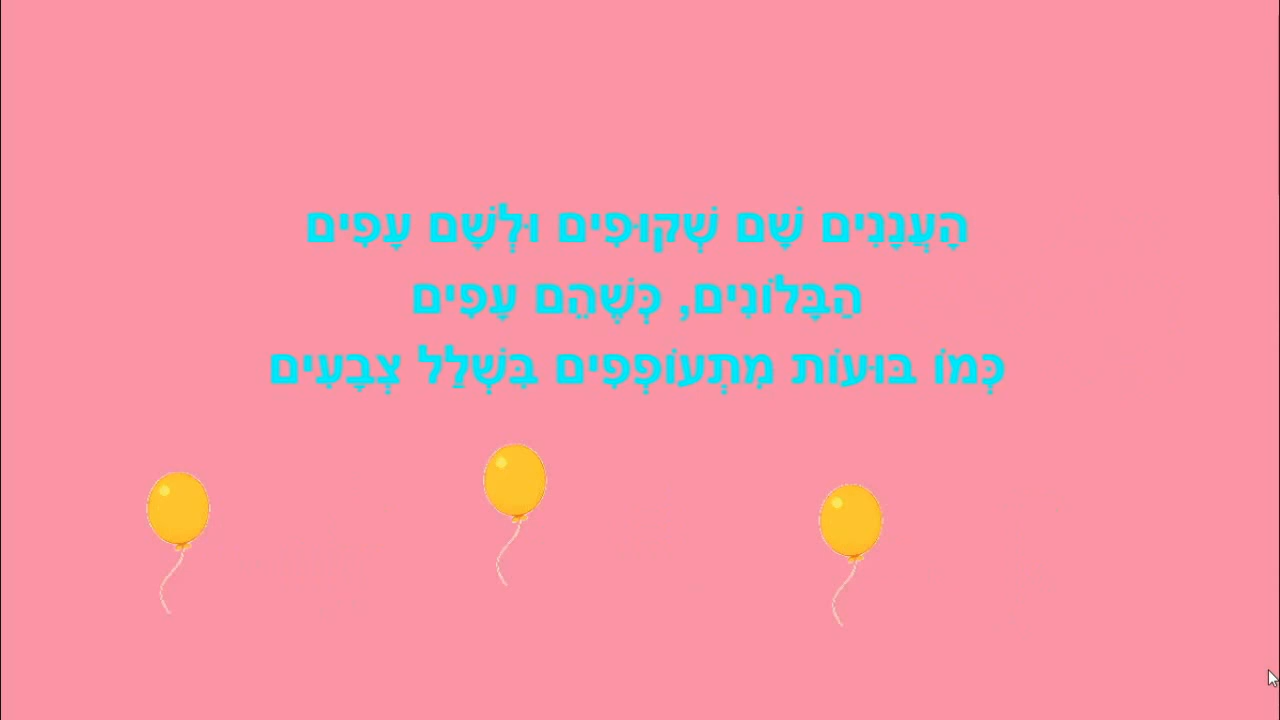 הָעֲנָנִים שָׁם שְׁקוּפִים וּלְשָׁם עָפִים
הַבָּלוֹנִים, כְּשֶׁהֵם עָפִים
כְּמוֹ בּוּעוֹת מִתְעוֹפְפִים בִּשְׁלַל צְבָעִים